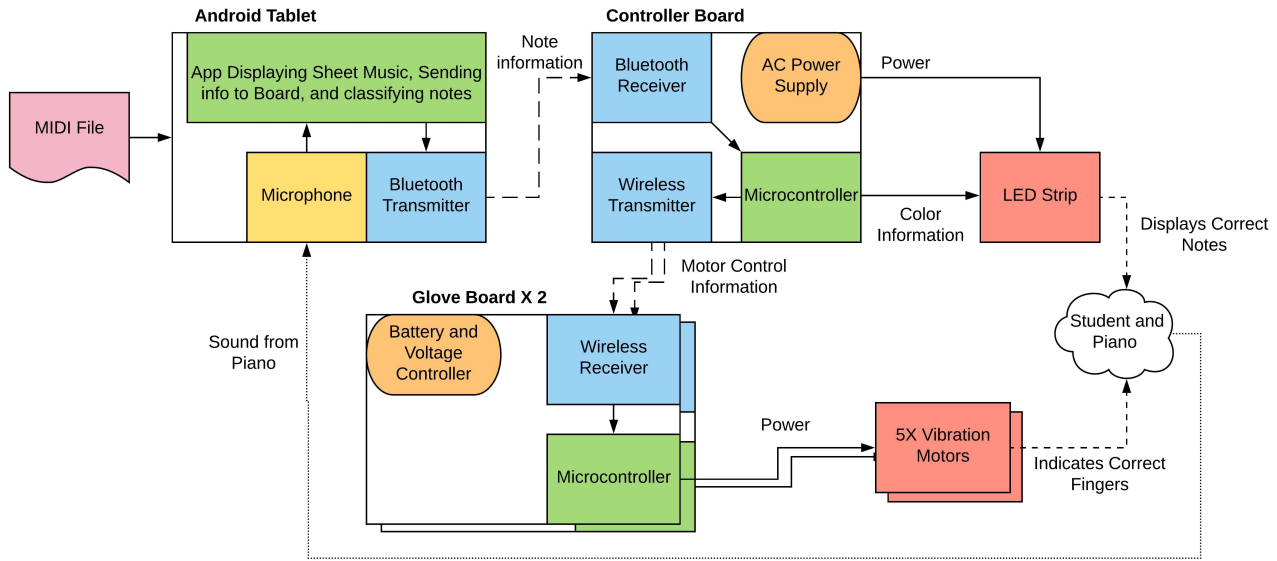 Android Tablet
Controller Board
MIDI File
App Displaying Sheet Music, Sending
info to Board, and classifying notes
Microphone
Bluetooth
Transmitter
Note
information
Bluetooth
Receiver
AC Power
Supply
Power
Wireless
Transmitter
Microcontroller
Color
Information
LED Strip
Displays Correct
Notes
Motor Control
Information
Glove Board X 2
Battery and
Voltage
Controller
Wireless
Receiver
Sound from
Piano
Student and
Piano
Microcontroller
Power
5X Vibration
Motors
Indicates Correct
Fingers